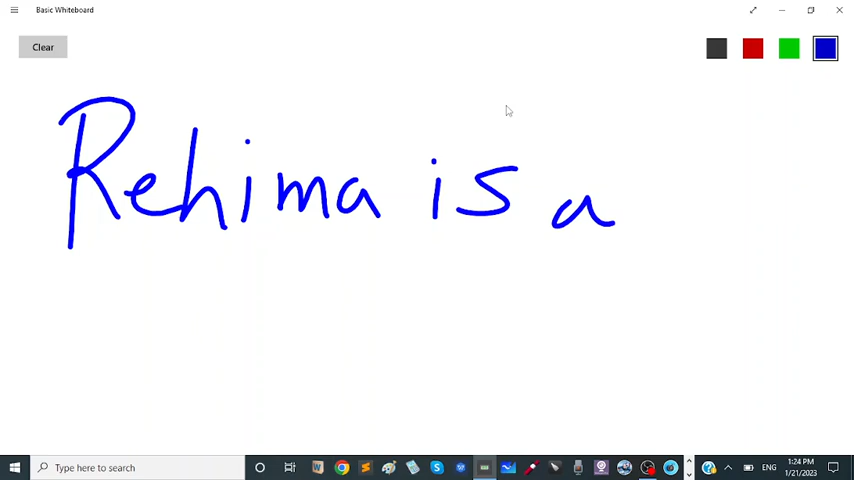 Basic Whiteboard
Clear
Rehima is a
Type here to search
ENG
1:24 PM
1/21/2023